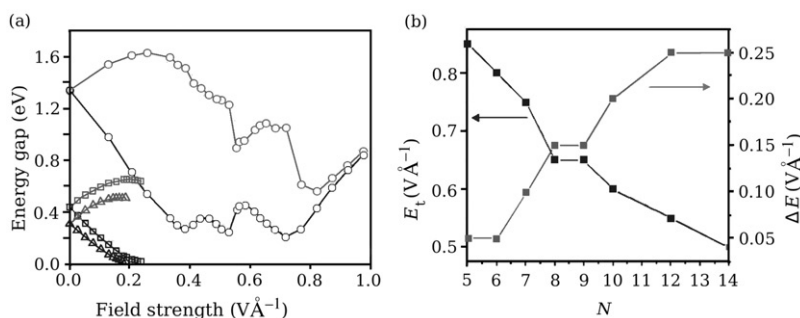 (a)
Energy gap (eV)
1.6
1.2
0.8
0.4
0.0
0.0 0.2 0.4 0.6 0.8 1.0
Field strength (VÅ⁻¹)
(b)
Eₜ (VÅ⁻¹)
0.8
0.7
0.6
0.5
5 6 7 8 9 10 12 14
N
0.25
0.20
0.15
0.10
0.05
ΔE (VÅ⁻¹)